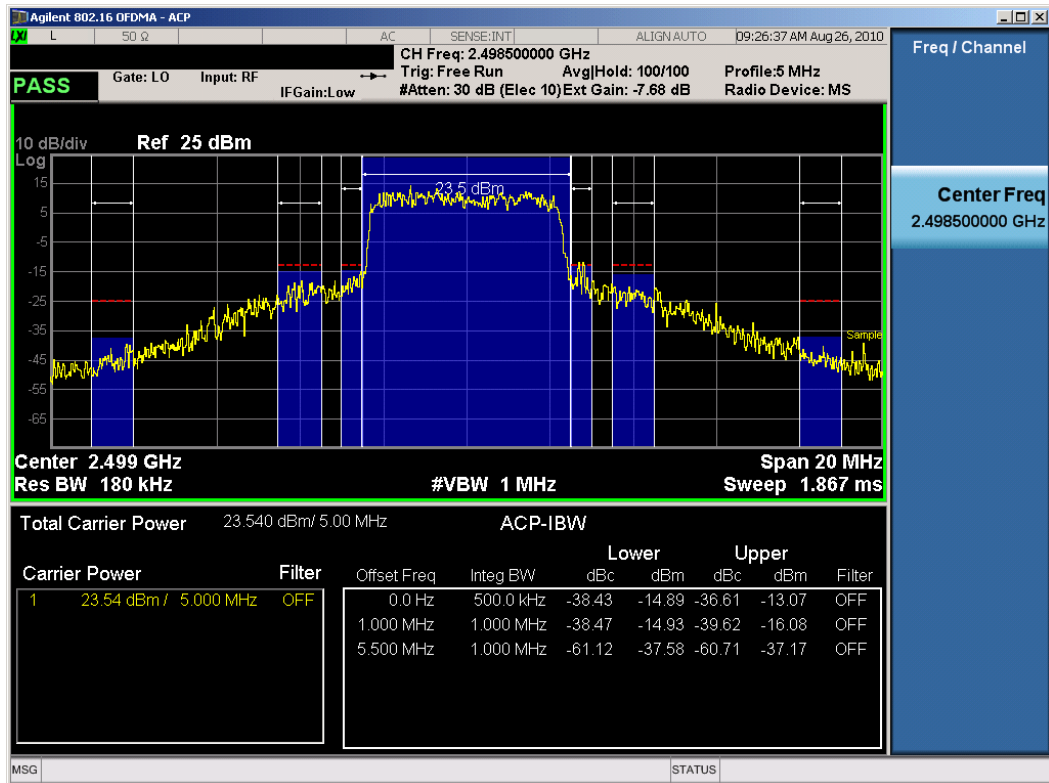 Agilent 802.16 OFDMA - ACP
LXI L 50 Ω AC SENSE:INT ALIGN AUTO 09:26:37 AM Aug 26, 2010
CH Freq: 2.498500000 GHz
PASS Gate: LO Input: RF Trig: Free Run Avg|Hold: 100/100 Profile:5 MHz
IFGain:Low #Atten: 30 dB (Elec 10) Ext Gain: -7.68 dB Radio Device: MS
10 dB/div Ref 25 dBm
Log
15
5
-5
-15
-25
-35
-45
-55
-65
23.5 dBm
Sample
Center 2.499 GHz Span 20 MHz
Res BW 180 kHz #VBW 1 MHz Sweep 1.867 ms
Total Carrier Power 23.540 dBm/ 5.00 MHz ACP-IBW
Lower Upper
Carrier Power Filter Offset Freq Integ BW dBc dBm dBc dBm Filter
1 23.54 dBm / 5.000 MHz OFF 0.0 Hz 500.0 kHz -38.43 -14.89 -36.61 -13.07 OFF
1.000 MHz 1.000 MHz -38.47 -14.93 -39.62 -16.08 OFF
5.500 MHz 1.000 MHz -61.12 -37.58 -60.71 -37.17 OFF
MSG STATUS
Freq / Channel
Center Freq
2.498500000 GHz